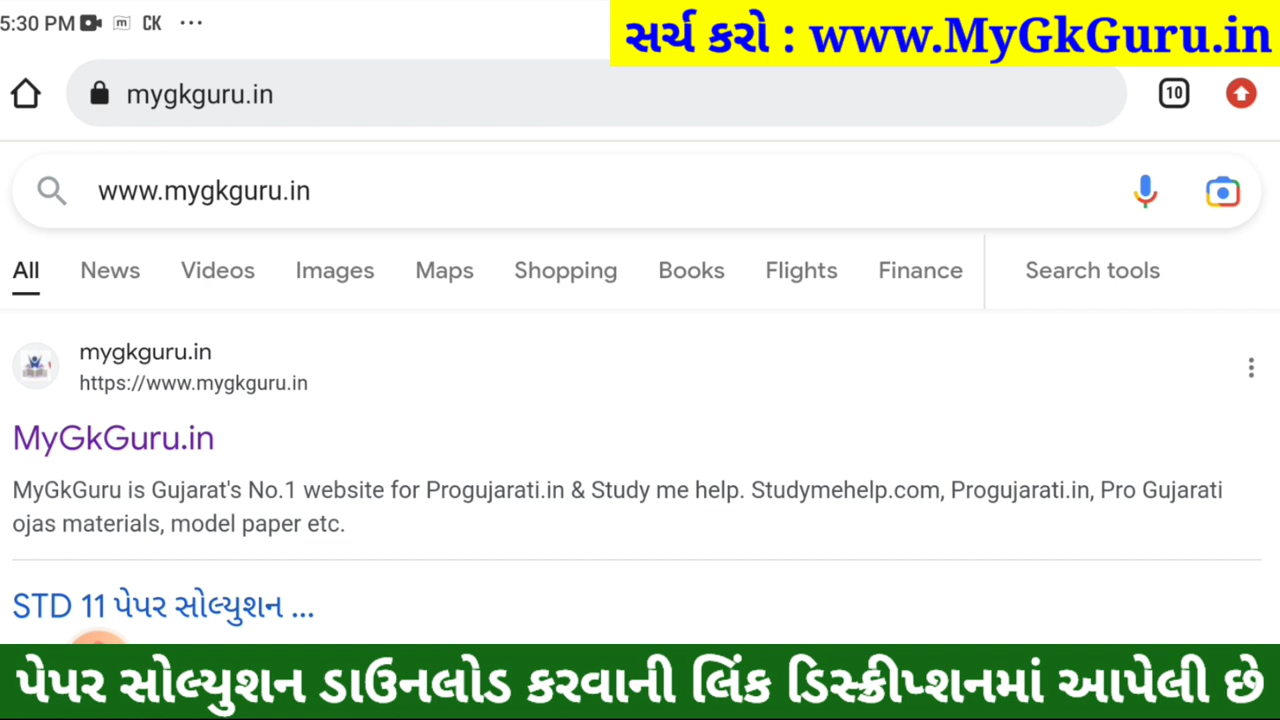 5:30 PM m CK ...
સર્ચ કરો : www.MyGkGuru.in
mygkguru.in 10
www.mygkguru.in
All News Videos Images Maps Shopping Books Flights Finance Search tools
mygkguru.in
https://www.mygkguru.in
MyGkGuru.in
MyGkGuru is Gujarat's No.1 website for Progujarati.in & Study me help. Studymehelp.com, Progujarati.in, Pro Gujarati
ojas materials, model paper etc.
STD 11 પેપર સોલ્યુશન ...
પેપર સોલ્યુશન ડાઉનલોડ કરવાની લિંક ડિસ્ક્રીપ્શનમાં આપેલી છે